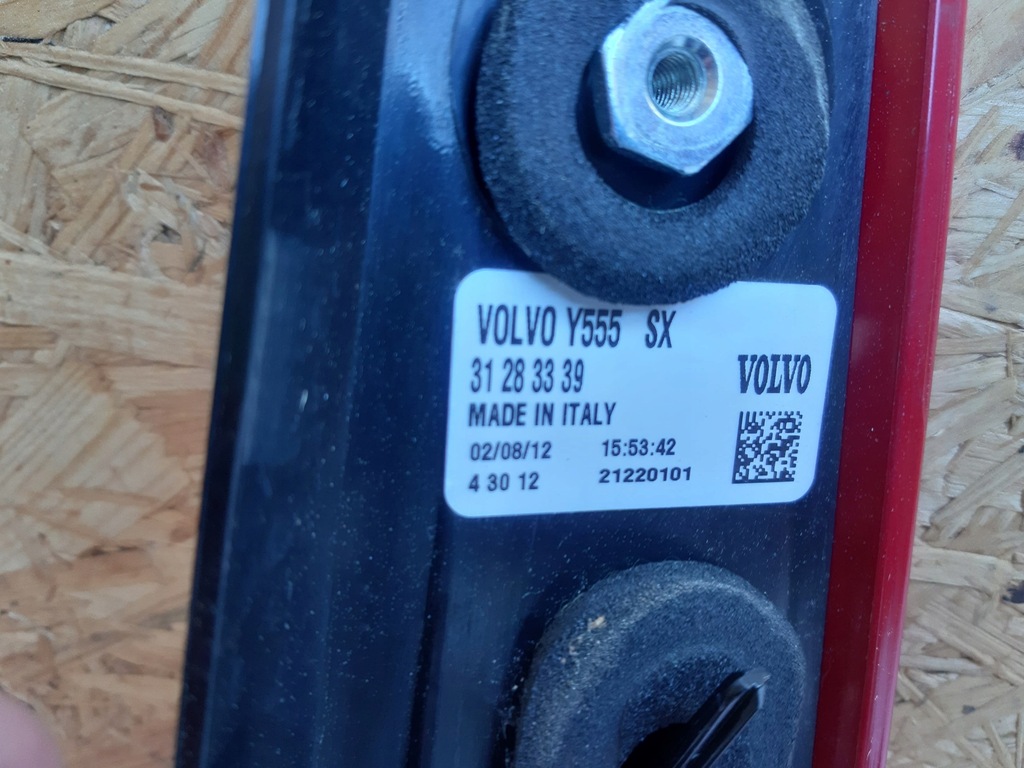 VOLVO Y555 SX
31 28 33 39
VOLVO
MADE IN ITALY
02/08/12 15:53:42
4 30 12 21220101